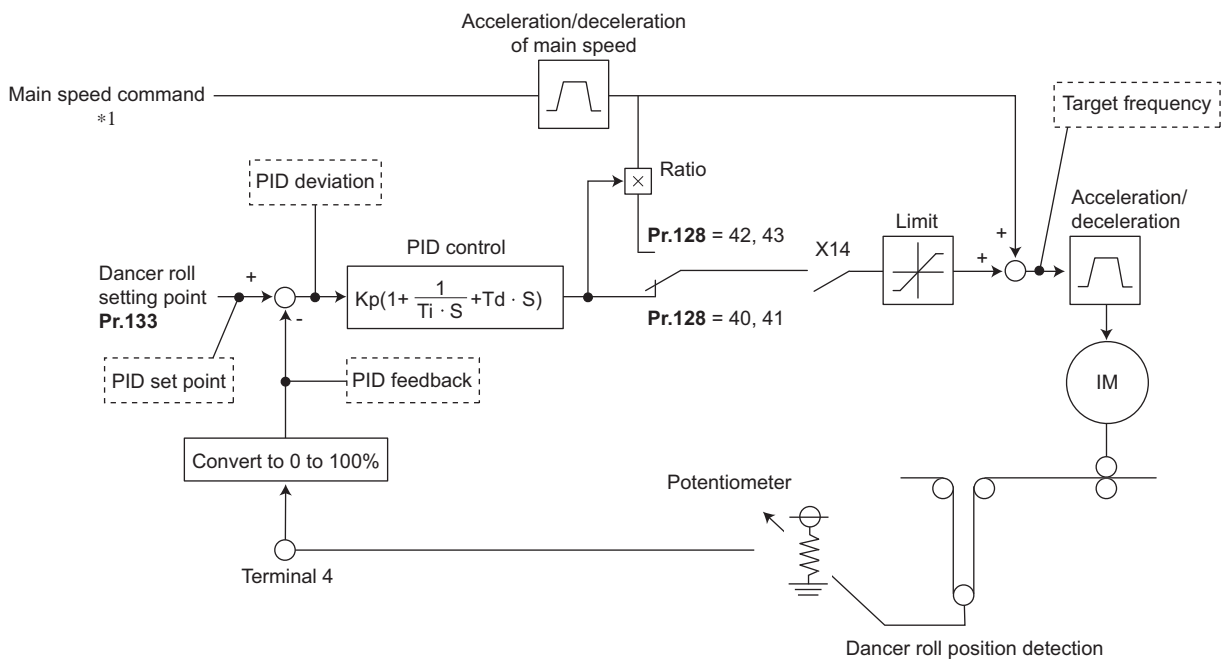 Acceleration/deceleration
of main speed
Main speed command
*1
Target frequency
PID deviation
Ratio
×
Acceleration/
deceleration
Pr.128 = 42, 43
Limit
PID control
X14
+
+
Dancer roll
setting point
Pr.133
+
-
Kp(1+ 1/(Ti · S) +Td · S)
Pr.128 = 40, 41
PID set point
PID feedback
IM
Convert to 0 to 100%
Potentiometer
Terminal 4
Dancer roll position detection